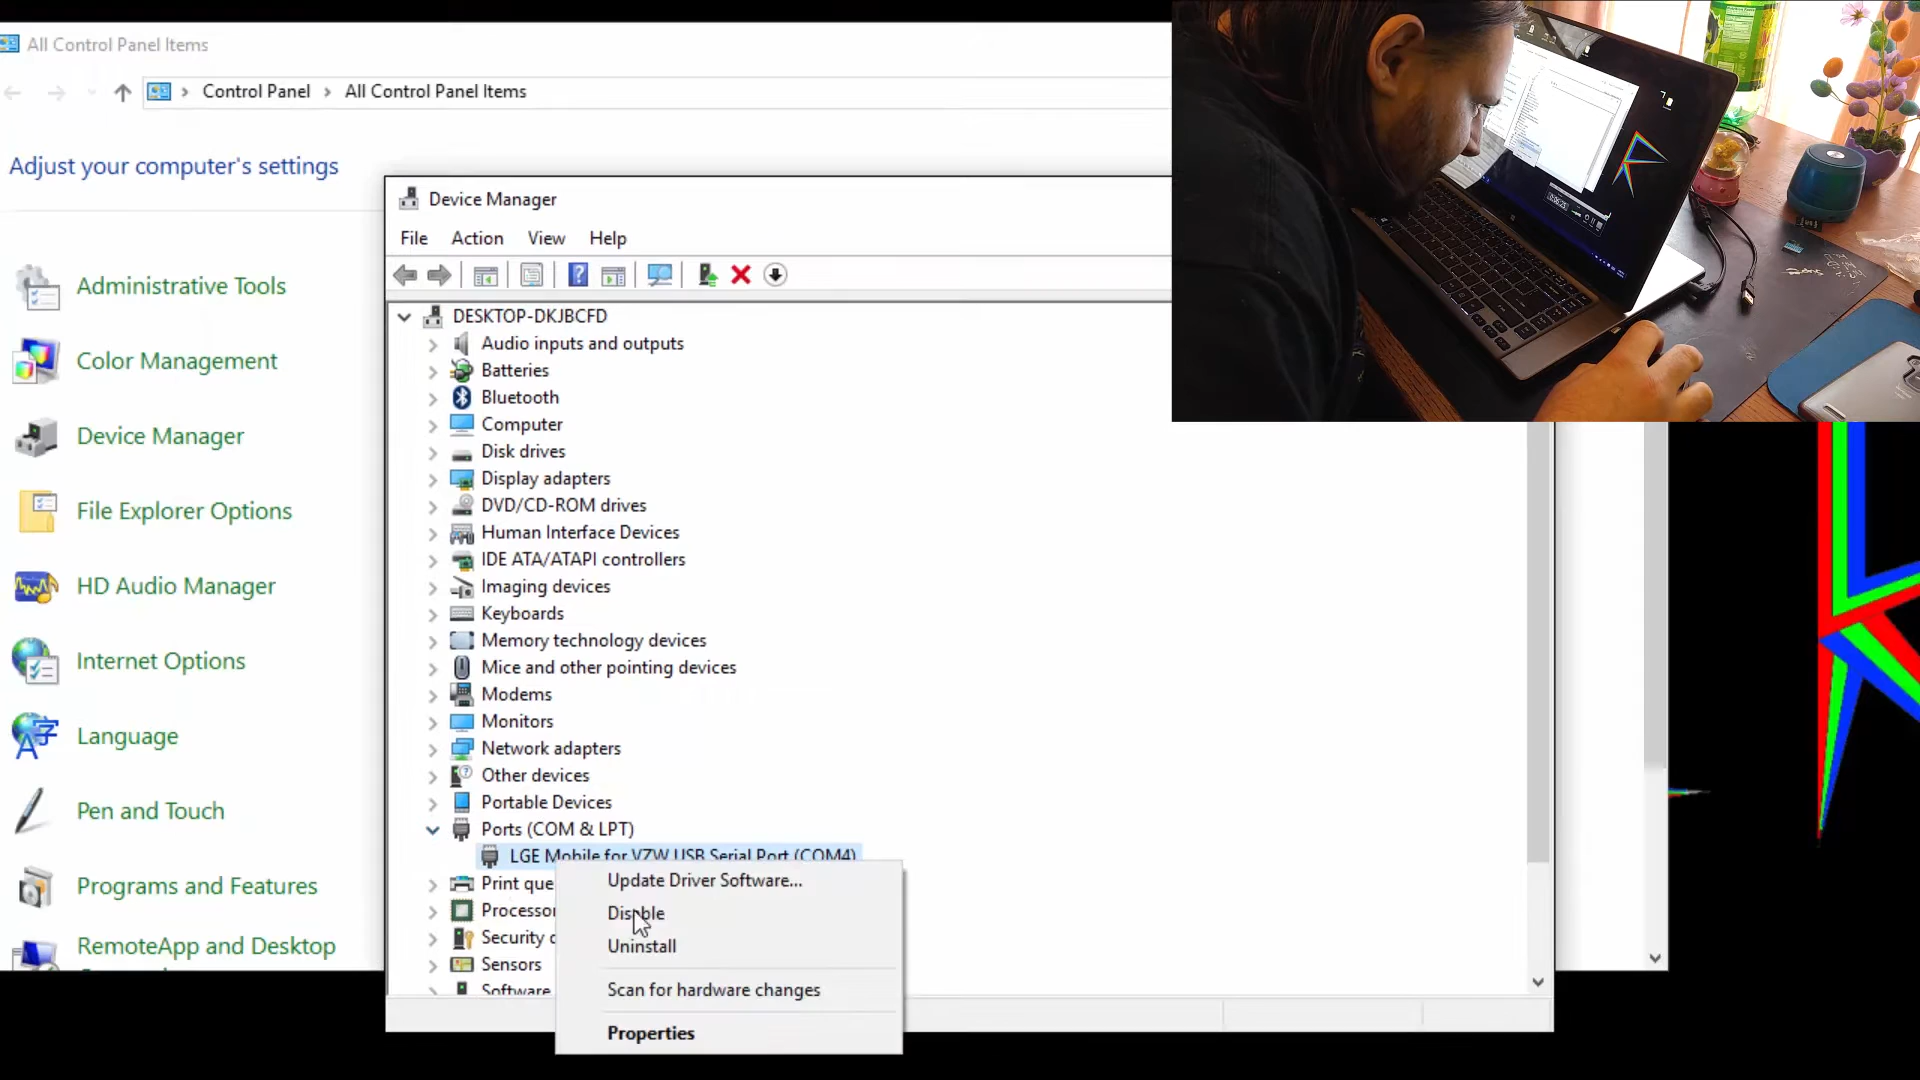 All Control Panel Items
Control Panel > All Control Panel Items
Adjust your computer's settings
Administrative Tools
Color Management
Device Manager
File Explorer Options
HD Audio Manager
Internet Options
Language
Pen and Touch
Programs and Features
RemoteApp and Desktop
Device Manager
File Action View Help
DESKTOP-DKJBCFD
Audio inputs and outputs
Batteries
Bluetooth
Computer
Disk drives
Display adapters
DVD/CD-ROM drives
Human Interface Devices
IDE ATA/ATAPI controllers
Imaging devices
Keyboards
Memory technology devices
Mice and other pointing devices
Modems
Monitors
Network adapters
Other devices
Portable Devices
Ports (COM & LPT)
LGE Mobile for VZW USB Serial Port (COM4)
Print que
Processor
Security d
Sensors
Software
Update Driver Software...
Disable
Uninstall
Scan for hardware changes
Properties